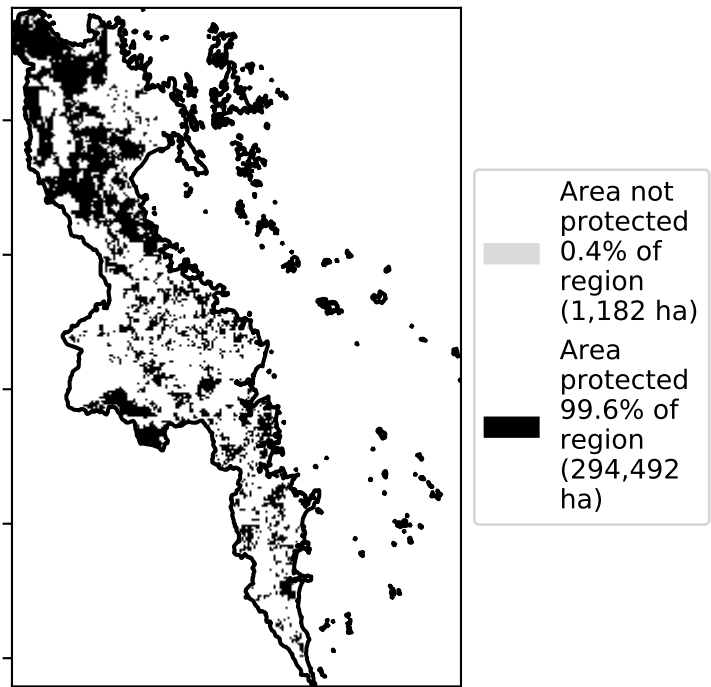 Area not
protected
0.4% of
region
(1,182 ha)
Area
protected
99.6% of
region
(294,492
ha)